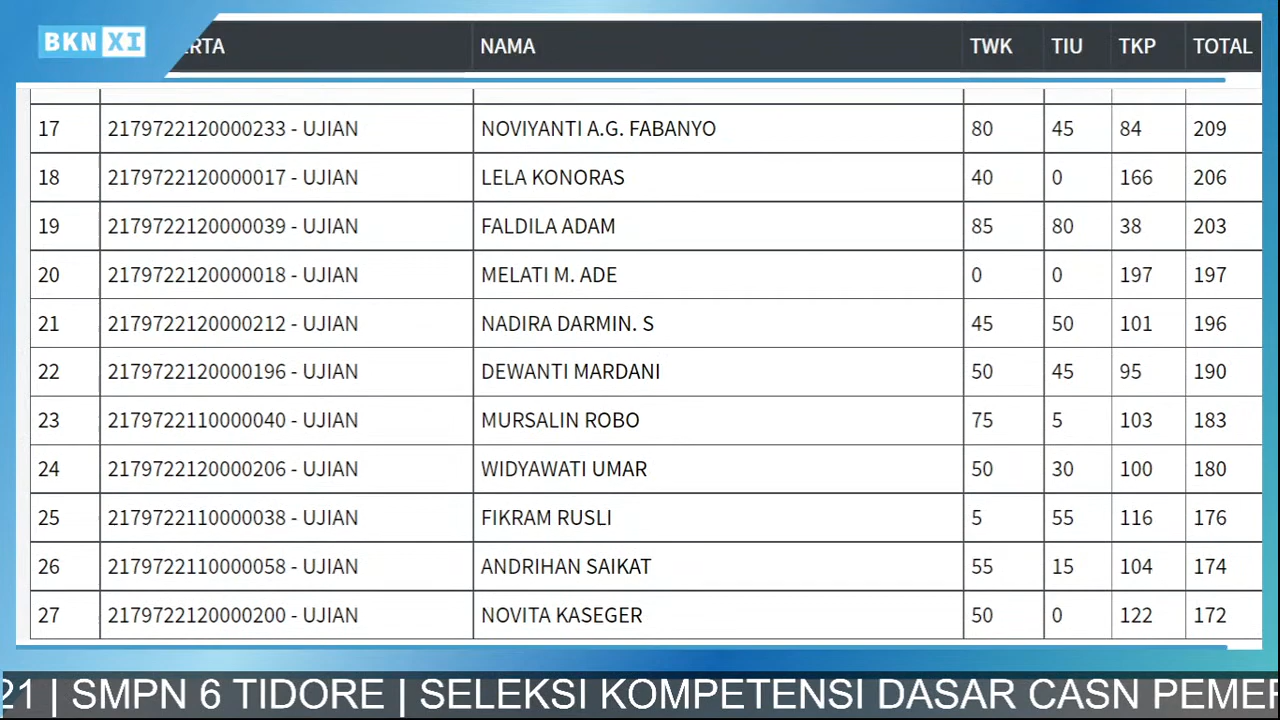 BKN XI
ERTA NAMA TWK TIU TKP TOTAL
17 2179722120000233 - UJIAN NOVIYANTI A.G. FABANYO 80 45 84 209
18 2179722120000017 - UJIAN LELA KONORAS 40 0 166 206
19 2179722120000039 - UJIAN FALDILA ADAM 85 80 38 203
20 2179722120000018 - UJIAN MELATI M. ADE 0 0 197 197
21 2179722120000212 - UJIAN NADIRA DARMIN. S 45 50 101 196
22 2179722120000196 - UJIAN DEWANTI MARDANI 50 45 95 190
23 2179722110000040 - UJIAN MURSALIN ROBO 75 5 103 183
24 2179722120000206 - UJIAN WIDYAWATI UMAR 50 30 100 180
25 2179722110000038 - UJIAN FIKRAM RUSLI 5 55 116 176
26 2179722110000058 - UJIAN ANDRIHAN SAIKAT 55 15 104 174
27 2179722120000200 - UJIAN NOVITA KASEGER 50 0 122 172
21 | SMPN 6 TIDORE | SELEKSI KOMPETENSI DASAR CASN PEMER